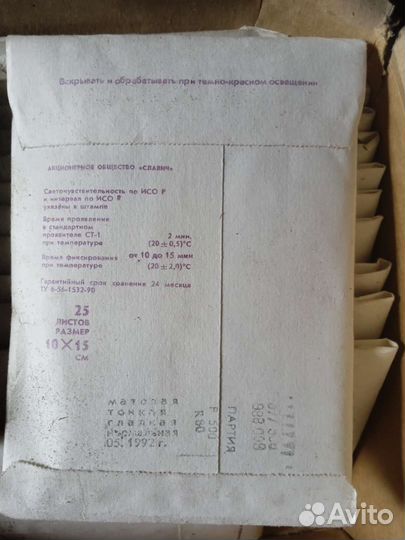 Вскрывать и обрабатывать при темно-красном освещении
АКЦИОНЕРНОЕ ОБЩЕСТВО «СЛАВИЧ»
Светочувствительность по ИСО Р
и интервал по ИСО R
указаны в штампе
Время проявления
в стандартном
проявителе СТ-1 2 мин.
при температуре (20 ± 0,5)°С
Время фиксирования от 10 до 15 мин
при температуре (20 ± 2,0)°С
Гарантийный срок хранения 24 месяца
ТУ 6-56-1532-90
25
ЛИСТОВ
РАЗМЕР
10×15
СМ
матовая
тонкая
гладкая
нормальная
05. 1992 г.
Р 500
R 90
ПАРТИЯ
Avito